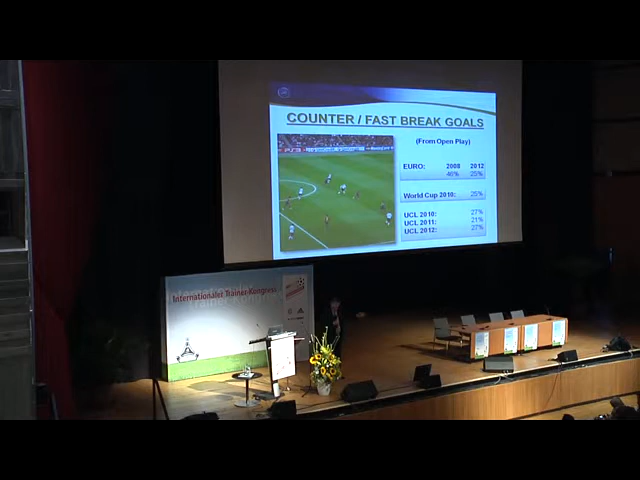 COUNTER / FAST BREAK GOALS
(From Open Play)
EURO: 2008 2012
46% 25%
World Cup 2010: 25%
UCL 2010: 27%
UCL 2011: 21%
UCL 2012: 27%
Internationaler Trainer-Kongress